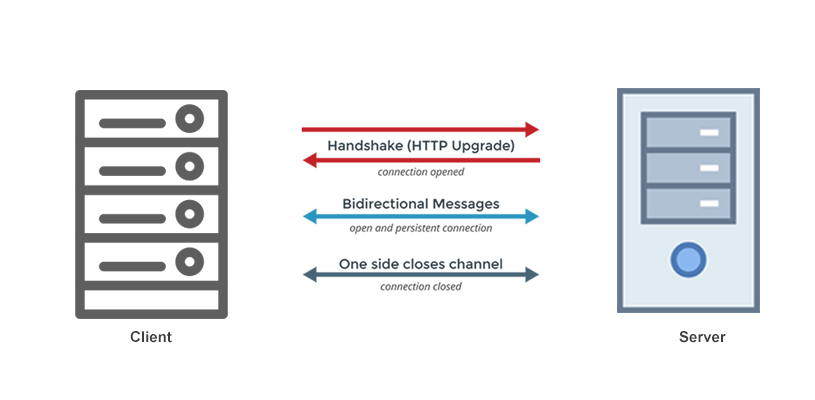 Handshake (HTTP Upgrade)
connection opened
Bidirectional Messages
open and persistent connection
One side closes channel
connection closed
Client
Server